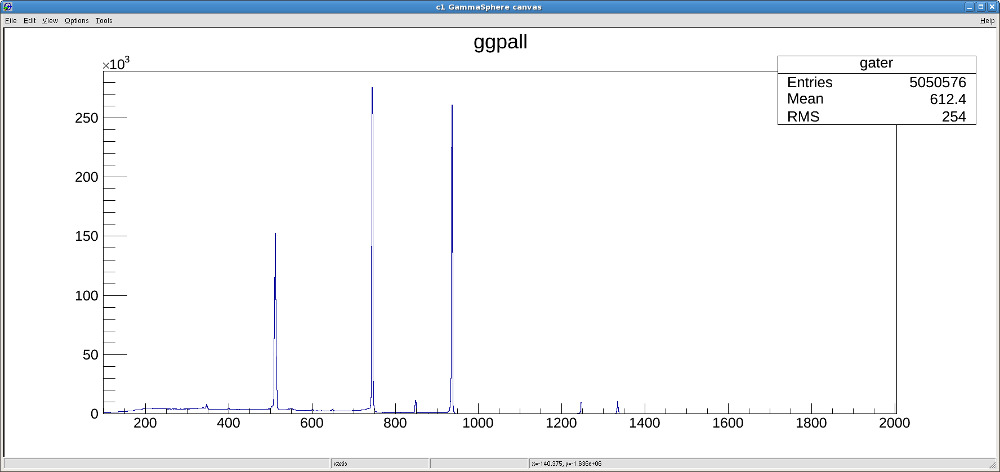 c1 GammaSphere canvas
File Edit View Options Tools Help
ggpall
×10³
gater
Entries 5050576
Mean 612.4
RMS 254
250
200
150
100
50
0
200 400 600 800 1000 1200 1400 1600 1800 2000
xaxis x=-140.375, y=-1.636e+06